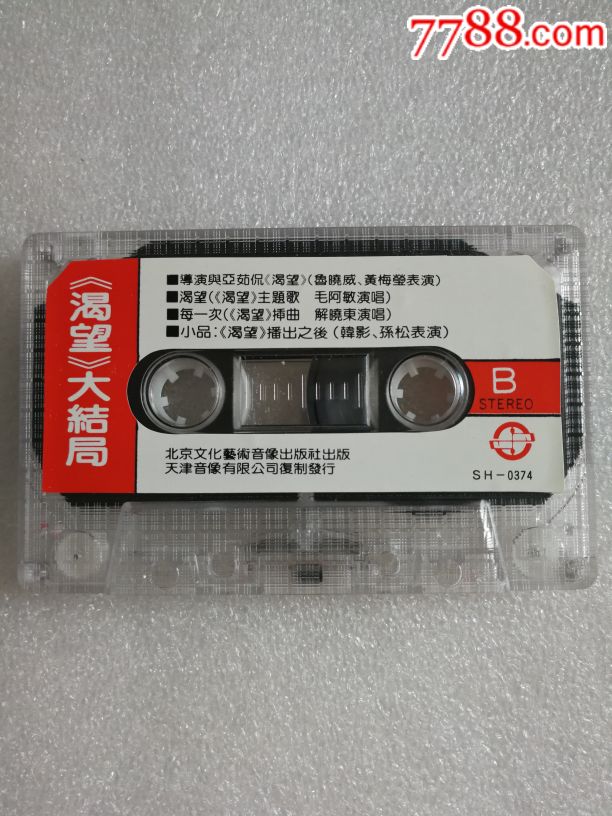 7788.com
《渴望》大結局
■導演與亞茹侃《渴望》(魯曉威、黃梅瑩表演)
■渴望(《渴望》主題歌 毛阿敏演唱)
■每一次(《渴望》挿曲 解曉東演唱)
■小品:《渴望》播出之後(韓影、孫松表演)
B
STEREO
北京文化藝術音像出版社出版
天津音像有限公司復制發行
SH-0374